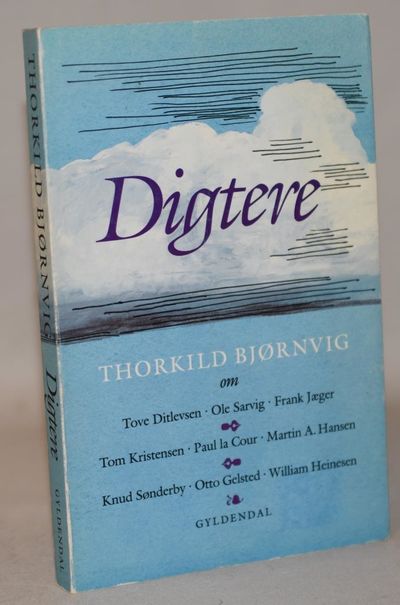 THORKILD BJØRNVIG Digtere GYLDENDAL
Digtere
THORKILD BJØRNVIG
om
Tove Ditlevsen · Ole Sarvig · Frank Jæger
Tom Kristensen · Paul la Cour · Martin A. Hansen
Knud Sønderby · Otto Gelsted · William Heinesen
GYLDENDAL